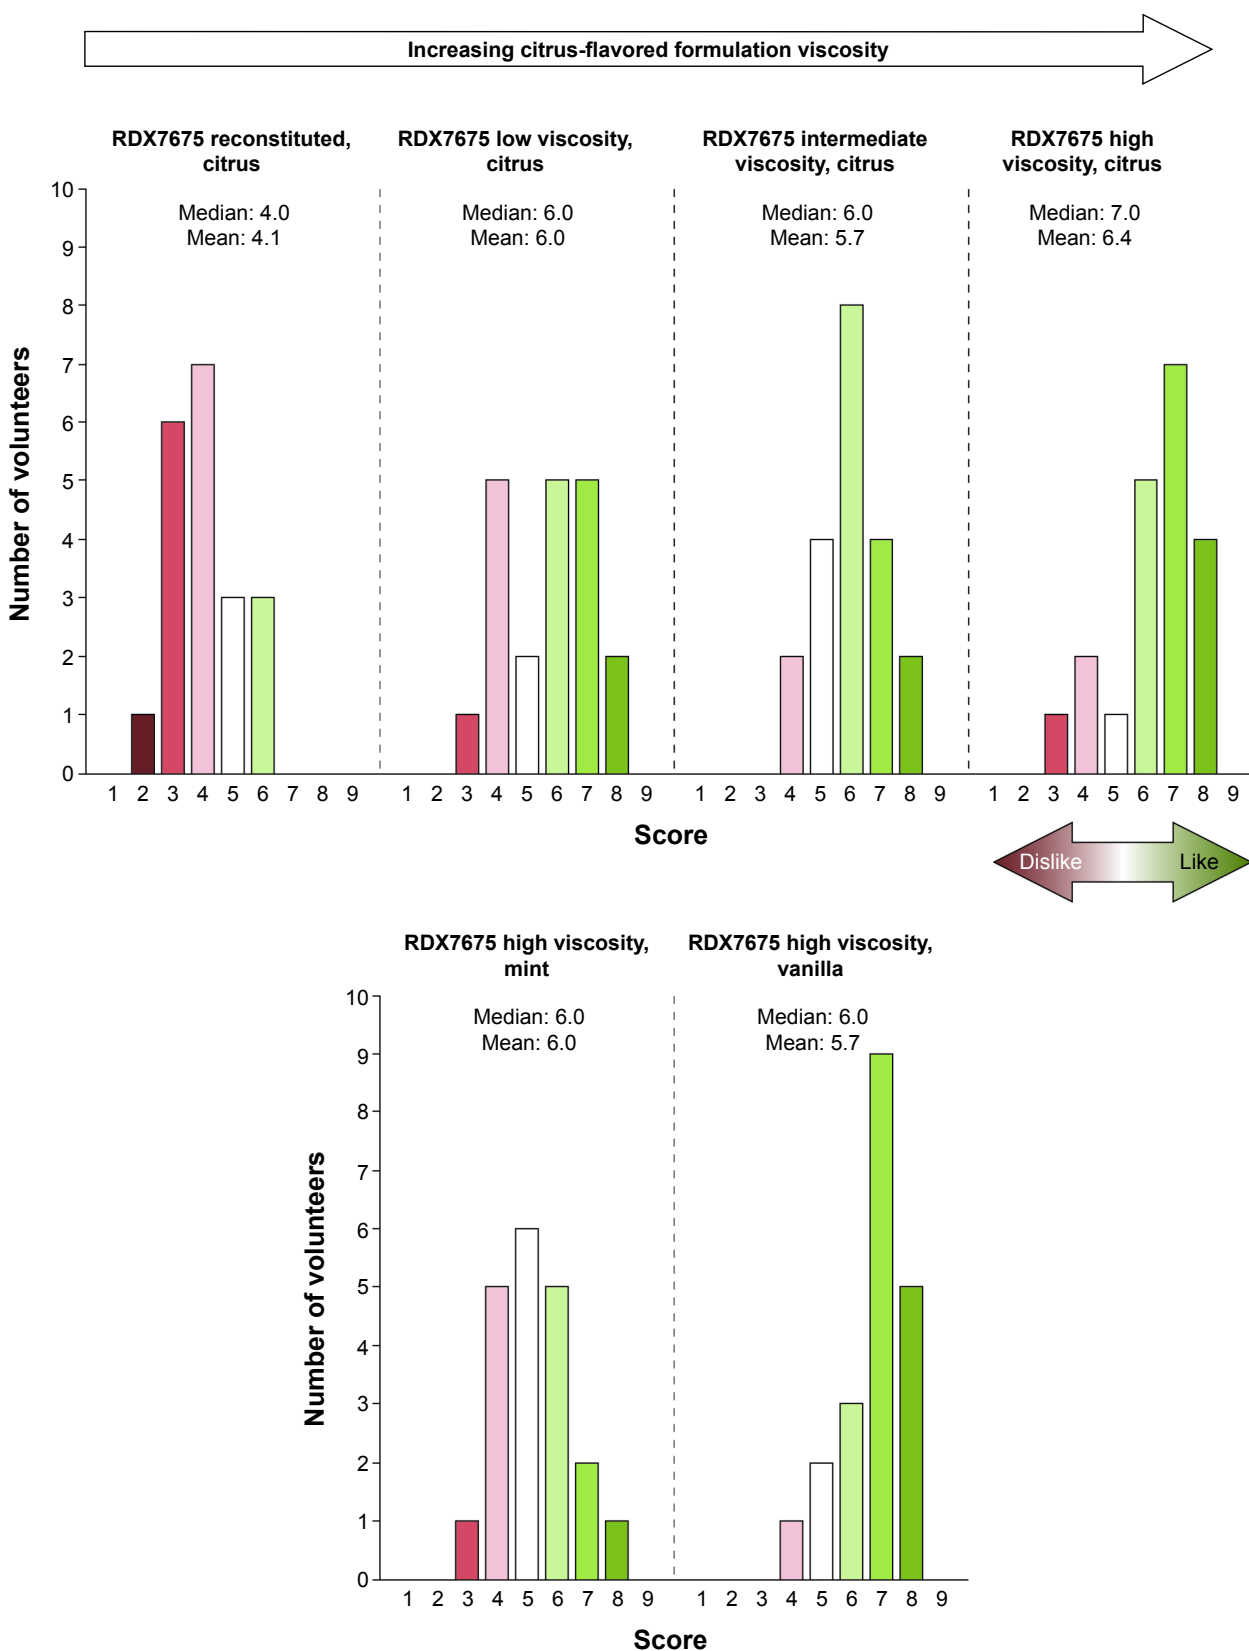 Increasing citrus-flavored formulation viscosity
RDX7675 reconstituted,
citrus
Median: 4.0
Mean: 4.1
RDX7675 low viscosity,
citrus
Median: 6.0
Mean: 6.0
RDX7675 intermediate
viscosity, citrus
Median: 6.0
Mean: 5.7
RDX7675 high
viscosity, citrus
Median: 7.0
Mean: 6.4
Number of volunteers
10
9
8
7
6
5
4
3
2
1
0
1 2 3 4 5 6 7 8 9
1 2 3 4 5 6 7 8 9
1 2 3 4 5 6 7 8 9
1 2 3 4 5 6 7 8 9
Score
Dislike
Like
RDX7675 high viscosity,
mint
Median: 6.0
Mean: 6.0
RDX7675 high viscosity,
vanilla
Median: 6.0
Mean: 5.7
Number of volunteers
10
9
8
7
6
5
4
3
2
1
0
1 2 3 4 5 6 7 8 9
1 2 3 4 5 6 7 8 9
Score